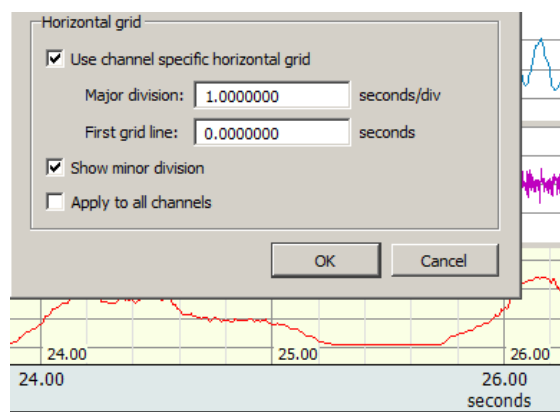 Horizontal grid
Use channel specific horizontal grid
Major division: 1.0000000 seconds/div
First grid line: 0.0000000 seconds
Show minor division
Apply to all channels
OK Cancel
24.00 25.00 26.00
24.00 26.00
seconds